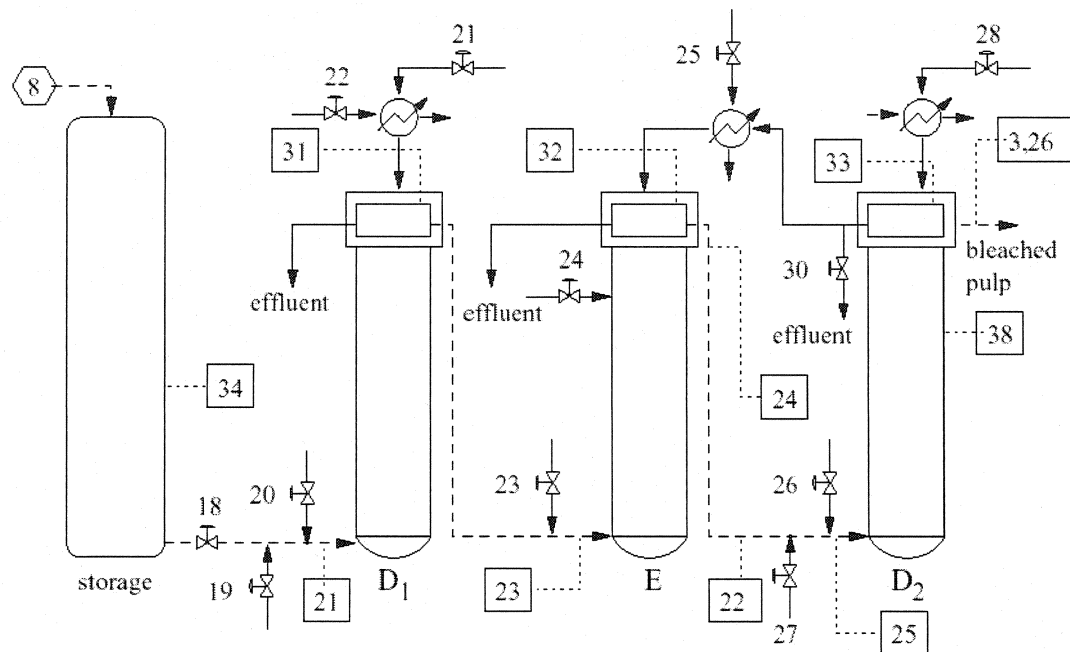 21
28
25
8
22
31
32
33
3,26
24
30
bleached
pulp
effluent
effluent
effluent
38
34
24
18
20
23
26
storage
19
21
D1
23
E
22
27
D2
25